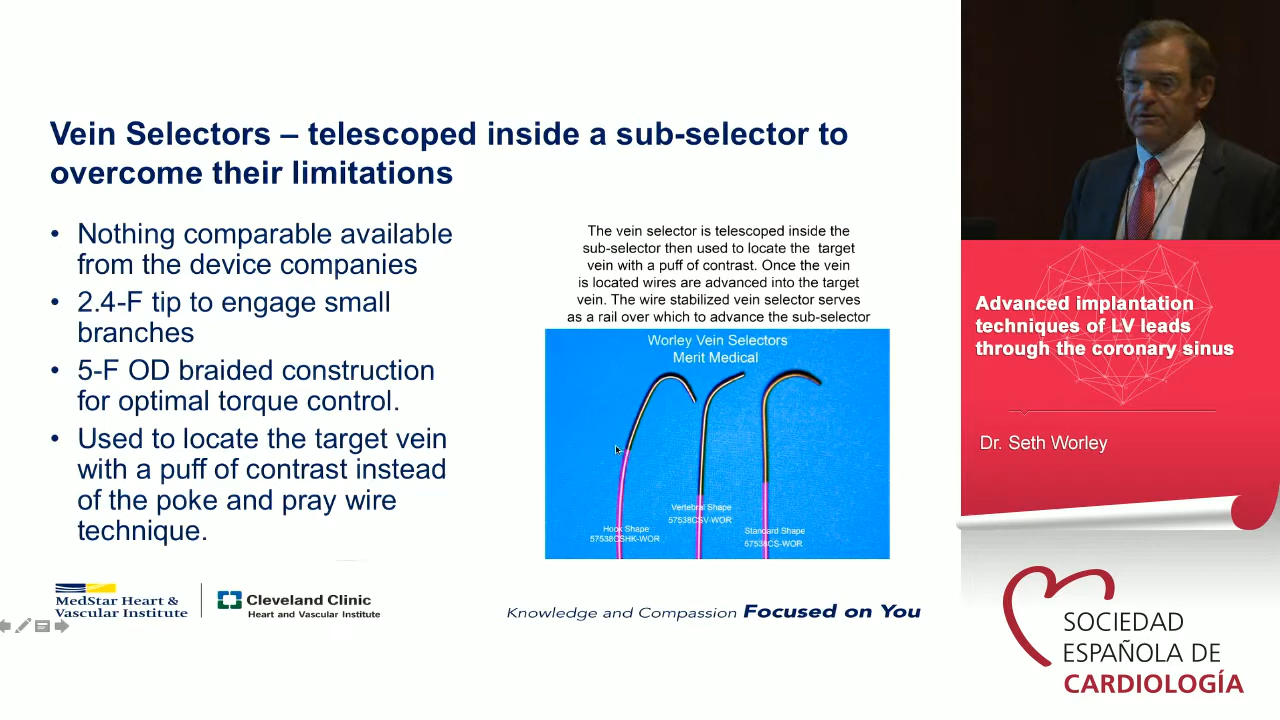 Vein Selectors – telescoped inside a sub-selector to
overcome their limitations
• Nothing comparable available
from the device companies
• 2.4-F tip to engage small
branches
• 5-F OD braided construction
for optimal torque control.
• Used to locate the target vein
with a puff of contrast instead
of the poke and pray wire
technique.
The vein selector is telescoped inside the
sub-selector then used to locate the target
vein with a puff of contrast. Once the vein
is located wires are advanced into the target
vein. The wire stabilized vein selector serves
as a rail over which to advance the sub-selector
Worley Vein Selectors
Merit Medical
Hook Shape
57538CSHK-WOR
Vertebral Shape
57538CSV-WOR
Standard Shape
57538CS-WOR
MedStar Heart &
Vascular Institute
Cleveland Clinic
Heart and Vascular Institute
Knowledge and Compassion Focused on You
Advanced implantation
techniques of LV leads
through the coronary sinus
Dr. Seth Worley
SOCIEDAD
ESPAÑOLA DE
CARDIOLOGÍA